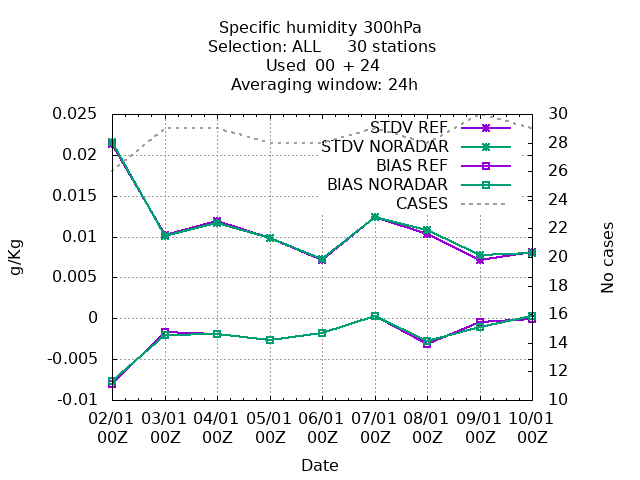 Specific humidity 300hPa
Selection: ALL     30 stations
Used  00  + 24
Averaging window: 24h
STDV REF
STDV NORADAR
BIAS REF
BIAS NORADAR
CASES
0.025
0.02
0.015
0.01
0.005
0
-0.005
-0.01
g/Kg
30
28
26
24
22
20
18
16
14
12
10
No cases
02/01 03/01 04/01 05/01 06/01 07/01 08/01 09/01 10/01
00Z 00Z 00Z 00Z 00Z 00Z 00Z 00Z 00Z
Date